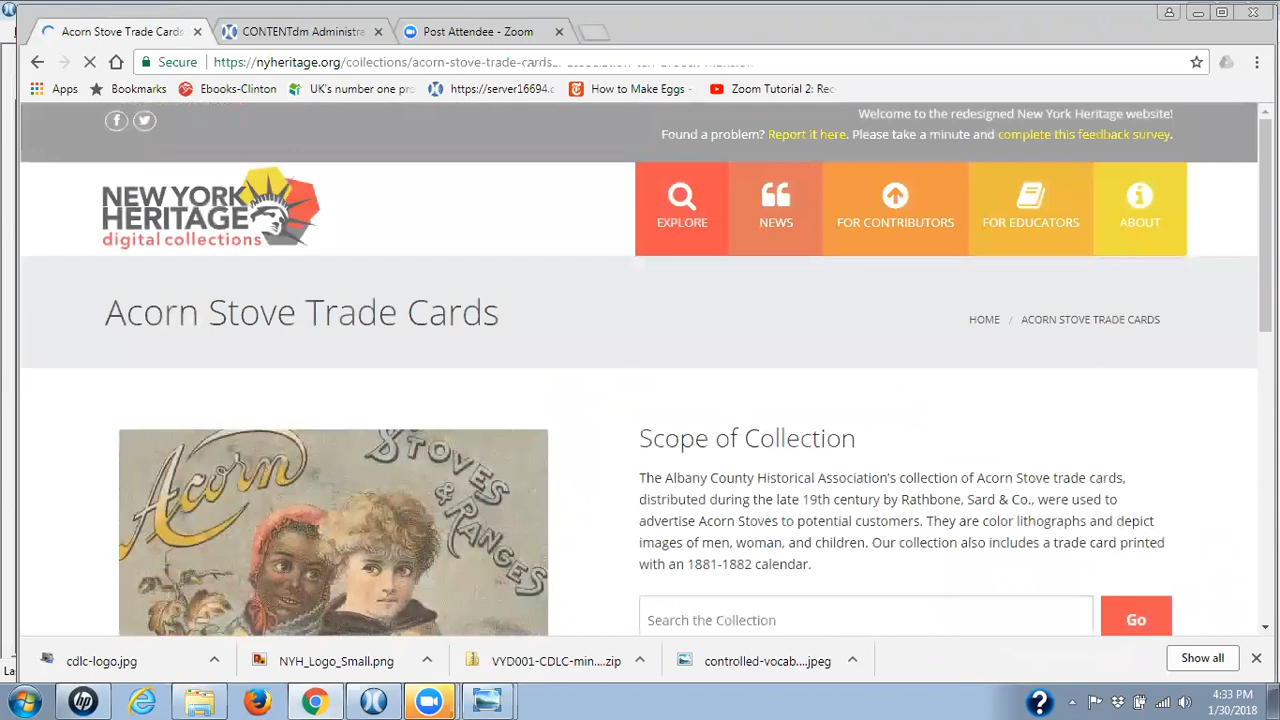 Acorn Stove Trade Cards
CONTENTdm Administra
Post Attendee - Zoom
Secure https://nyheritage.org/collections/acorn-stove-trade-cards
Apps Bookmarks Ebooks-Clinton UK's number one pro https://server16694.c How to Make Eggs - Zoom Tutorial 2: Rec
Welcome to the redesigned New York Heritage website!
Found a problem? Report it here. Please take a minute and complete this feedback survey.
NEW YORK
HERITAGE
digital collections
EXPLORE NEWS FOR CONTRIBUTORS FOR EDUCATORS ABOUT
Acorn Stove Trade Cards
HOME / ACORN STOVE TRADE CARDS
Acorn
STOVES
& RANGES
Scope of Collection
The Albany County Historical Association's collection of Acorn Stove trade cards,
distributed during the late 19th century by Rathbone, Sard & Co., were used to
advertise Acorn Stoves to potential customers. They are color lithographs and depict
images of men, woman, and children. Our collection also includes a trade card printed
with an 1881-1882 calendar.
Search the Collection
Go
cdlc-logo.jpg NYH_Logo_Small.png VYD001-CDLC-min....zip controlled-vocab....jpeg Show all
4:33 PM
1/30/2018